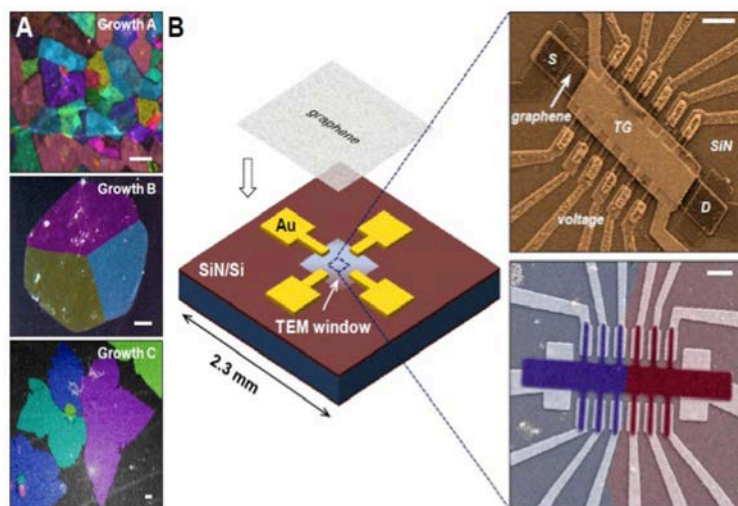 A
Growth A
Growth B
Growth C
B
graphene
Au
SiN/Si
TEM window
2.3 mm
S
graphene
TG
SiN
voltage
D